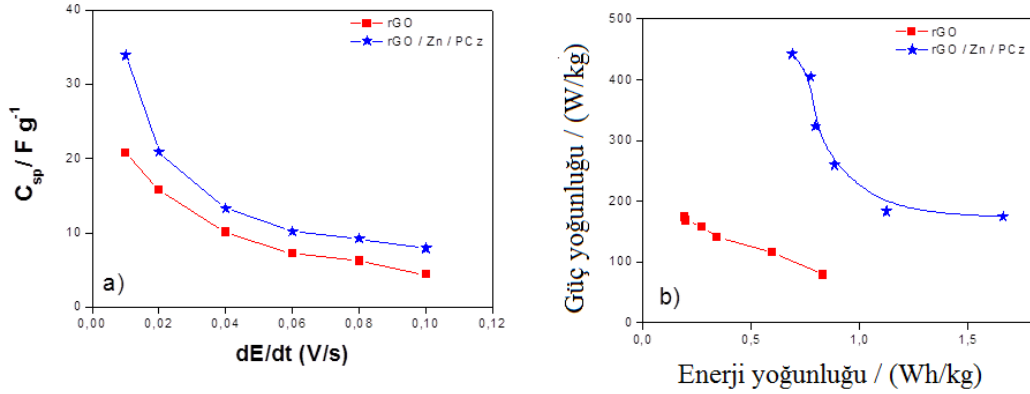 rGO
rGO / Zn / PCz
40
30
20
10
0
C_sp / F g^-1
a)
0,00 0,02 0,04 0,06 0,08 0,10 0,12
dE/dt (V/s)
rGO
rGO / Zn / PCz
500
400
300
200
100
0
Güç yoğunluğu / (W/kg)
b)
0,0 0,5 1,0 1,5
Enerji yoğunluğu / (Wh/kg)